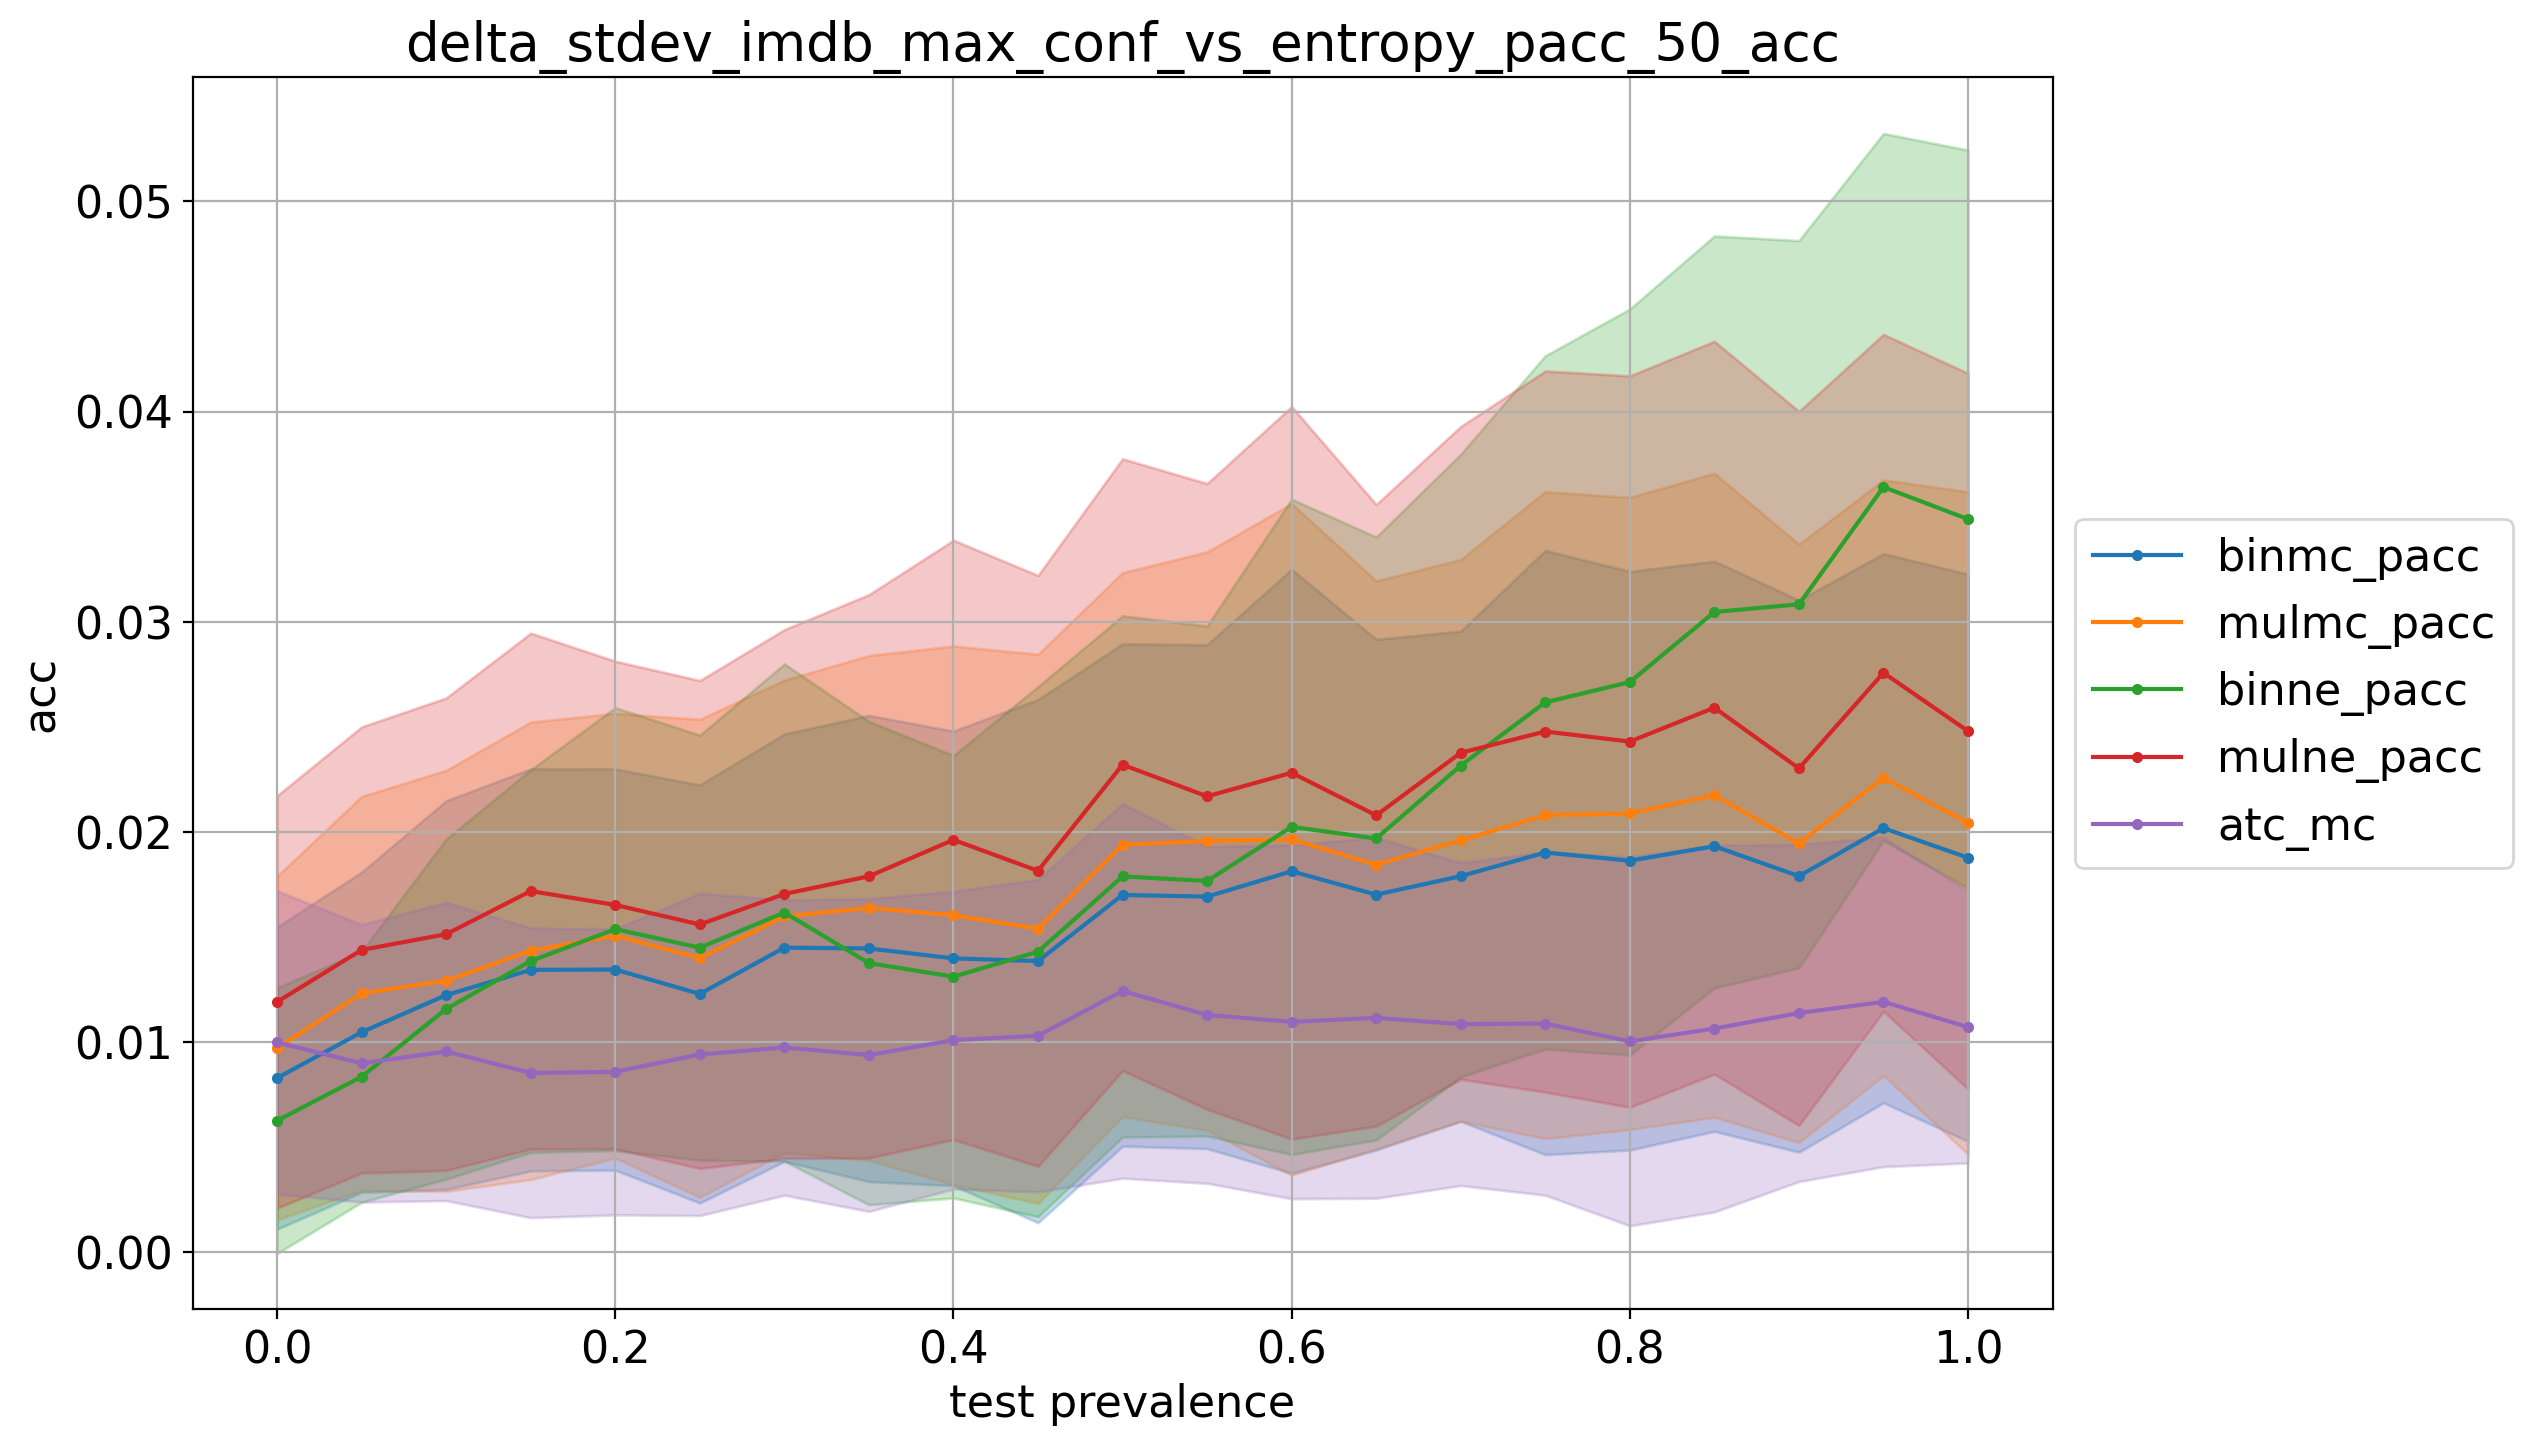 delta_stdev_imdb_max_conf_vs_entropy_pacc_50_acc
0.05
0.04
0.03
0.02
0.01
0.00
acc
0.0 0.2 0.4 0.6 0.8 1.0
test prevalence
binmc_pacc
mulmc_pacc
binne_pacc
mulne_pacc
atc_mc